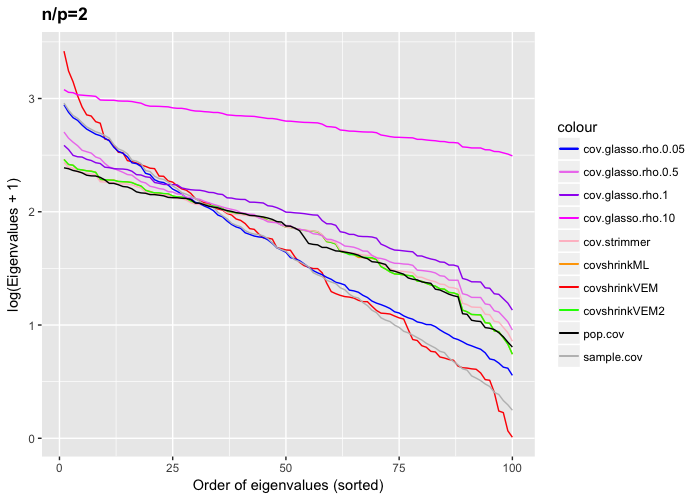 n/p=2
log(Eigenvalues + 1)
3
2
1
0
0 25 50 75 100
Order of eigenvalues (sorted)
colour
cov.glasso.rho.0.05
cov.glasso.rho.0.5
cov.glasso.rho.1
cov.glasso.rho.10
cov.strimmer
covshrinkML
covshrinkVEM
covshrinkVEM2
pop.cov
sample.cov